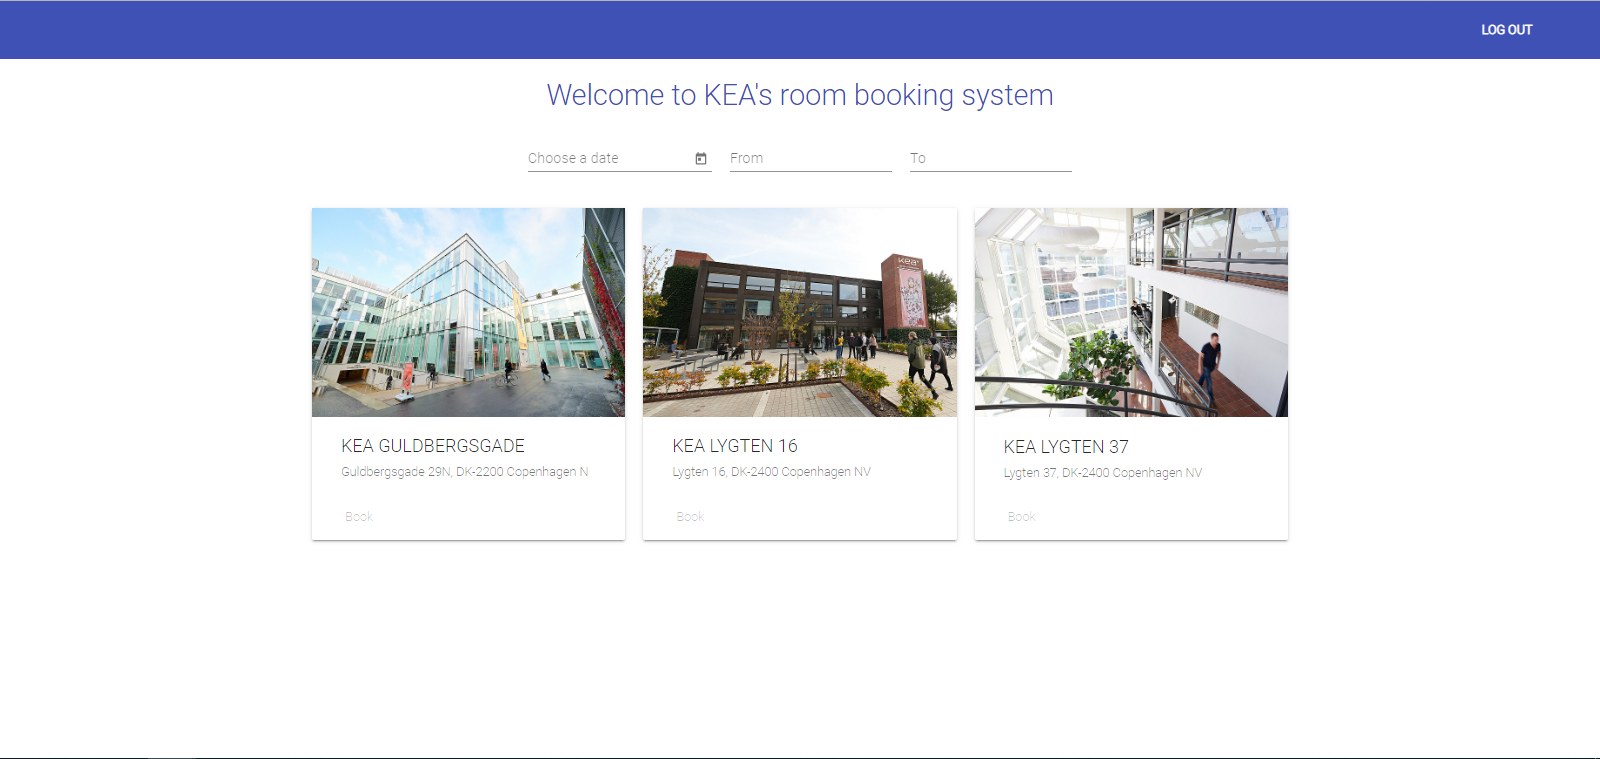 LOG OUT
Welcome to KEA's room booking system
Choose a date
From
To
kea
KEA GULDBERGSGADE
Guldbergsgade 29N, DK-2200 Copenhagen N
Book
KEA LYGTEN 16
Lygten 16, DK-2400 Copenhagen NV
Book
KEA LYGTEN 37
Lygten 37, DK-2400 Copenhagen NV
Book